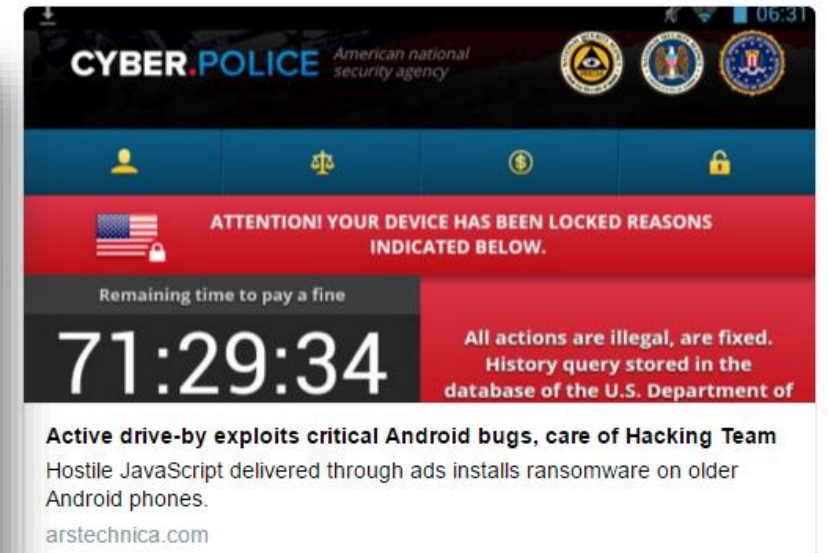 06:31
CYBER.POLICE American national
security agency
ATTENTION! YOUR DEVICE HAS BEEN LOCKED REASONS
INDICATED BELOW.
Remaining time to pay a fine
71:29:34
All actions are illegal, are fixed.
History query stored in the
database of the U.S. Department of
Active drive-by exploits critical Android bugs, care of Hacking Team
Hostile JavaScript delivered through ads installs ransomware on older
Android phones.
arstechnica.com